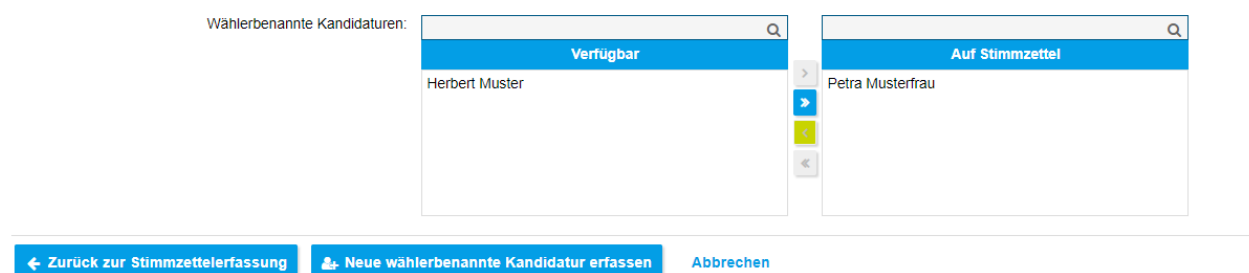 Wählerbenannte Kandidaturen:
Verfügbar
Auf Stimmzettel
Herbert Muster
Petra Musterfrau
Zurück zur Stimmzettelerfassung
Neue wählerbenannte Kandidatur erfassen
Abbrechen